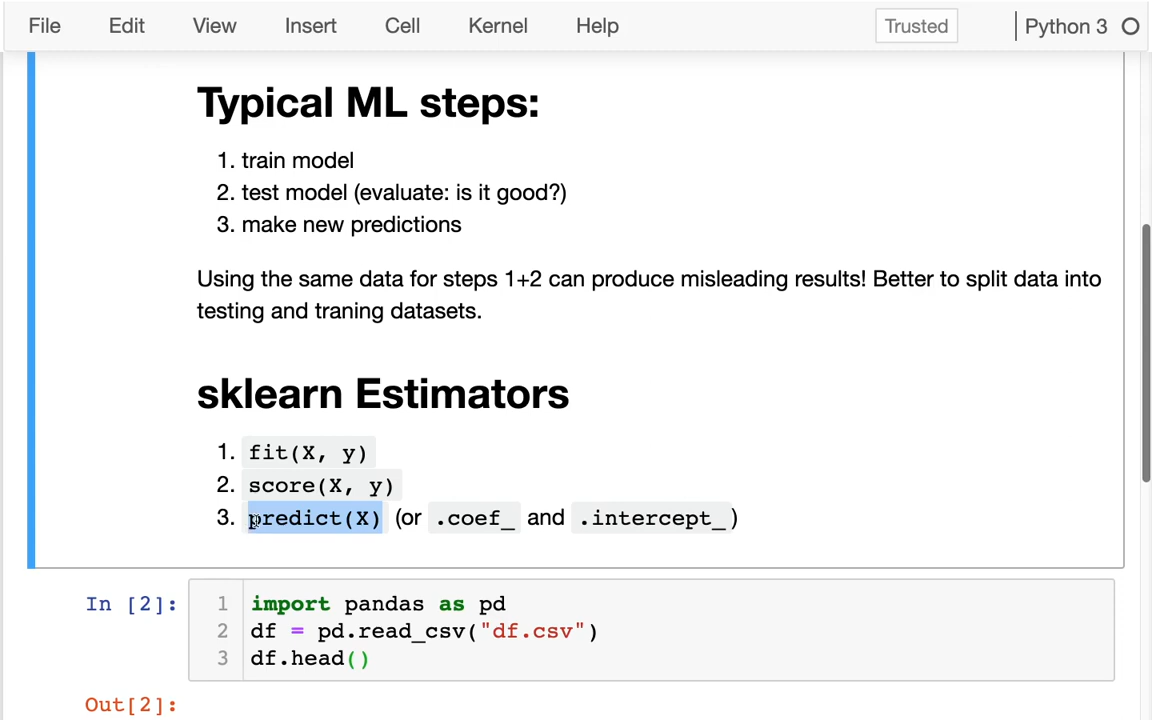 File Edit View Insert Cell Kernel Help Trusted Python 3
Typical ML steps:
1. train model
2. test model (evaluate: is it good?)
3. make new predictions
Using the same data for steps 1+2 can produce misleading results! Better to split data into
testing and traning datasets.
sklearn Estimators
1. fit(X, y)
2. score(X, y)
3. predict(X) (or .coef_ and .intercept_ )
In [2]: 1 import pandas as pd
2 df = pd.read_csv("df.csv")
3 df.head()
Out[2]: